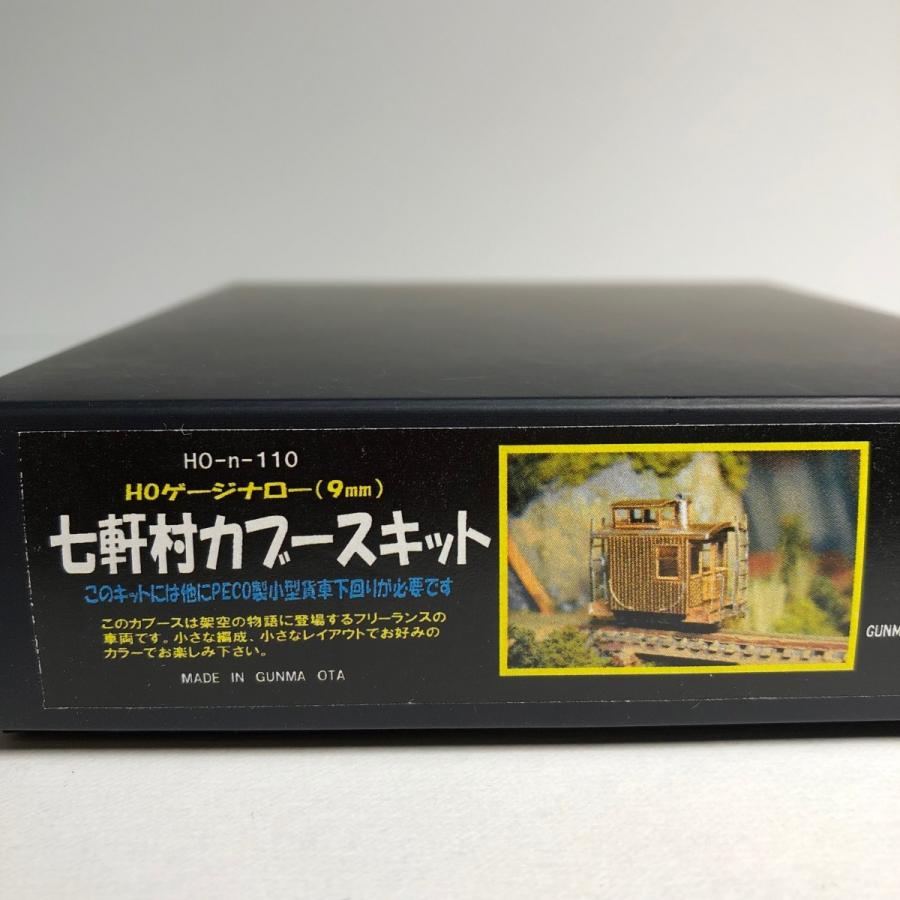 HO-n-110
HOゲージナロー(9mm)
七軒村カブースキット
このキットには他にPECO製小型貨車下回りが必要です
このカブースは架空の物語に登場するフリーランスの
車両です。小さな編成、小さなレイアウトでお好みの
カラーでお楽しみ下さい。
MADE IN GUNMA OTA
GUNM